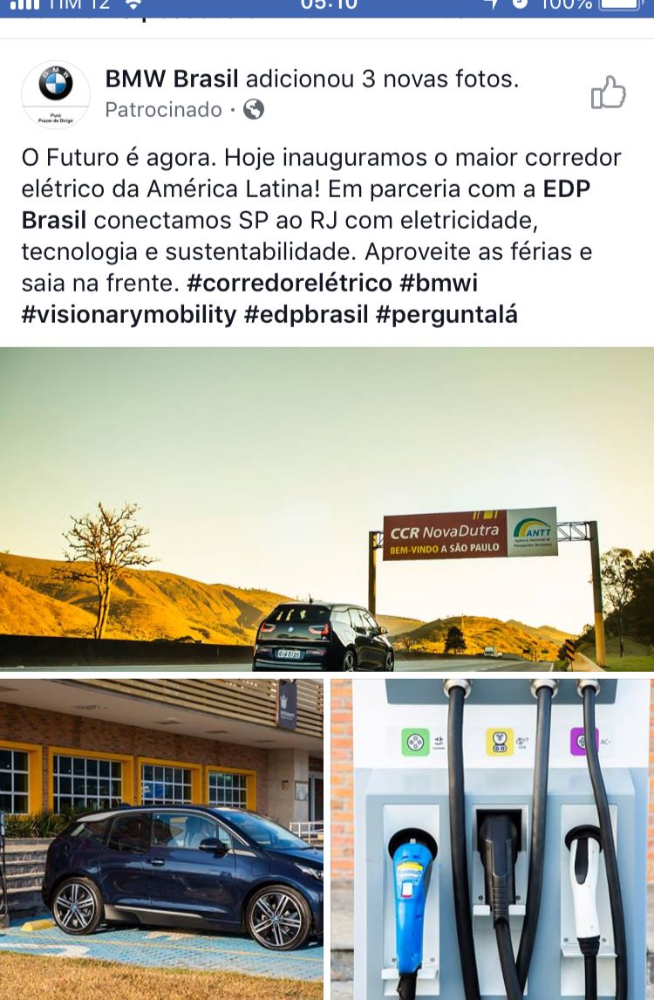 TIM 12
05:10
100%
BMW
Puro
Prazer de Dirigir
BMW Brasil adicionou 3 novas fotos.
Patrocinado ·
O Futuro é agora. Hoje inauguramos o maior corredor
elétrico da América Latina! Em parceria com a EDP
Brasil conectamos SP ao RJ com eletricidade,
tecnologia e sustentabilidade. Aproveite as férias e
saia na frente. #corredorelétrico #bmwi
#visionarymobility #edpbrasil #perguntalá
CCR NovaDutra
BEM-VINDO A SÃO PAULO
ANTT
Agência Nacional de
Transportes Terrestres
CCS
AC~